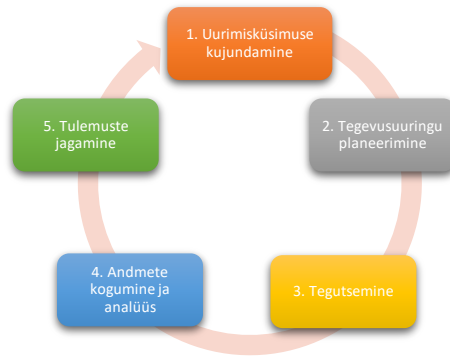 1. Uurimisküsimuse
kujundamine
2. Tegevusuuringu
planeerimine
3. Tegutsemine
4. Andmete
kogumine ja
analüüs
5. Tulemuste
jagamine